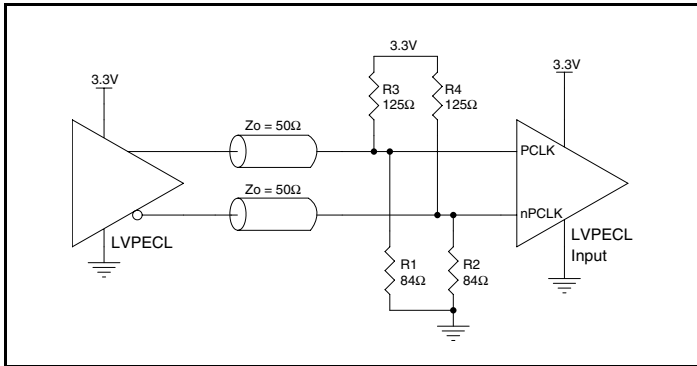 3.3V
3.3V
3.3V
R3
125Ω
R4
125Ω
Zo = 50Ω
PCLK
Zo = 50Ω
nPCLK
LVPECL
LVPECL
Input
R1
84Ω
R2
84Ω